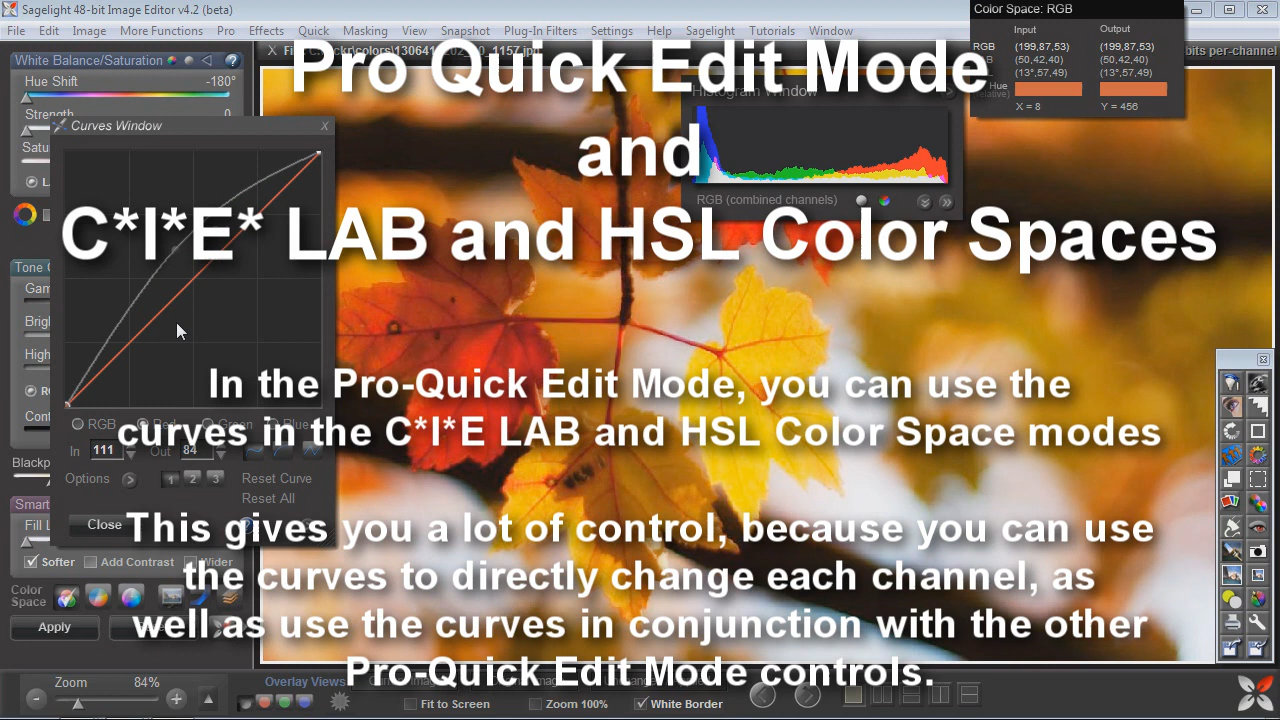 Sagelight 48-bit Image Editor v4.2 (beta)
File Edit Image More Functions Pro Effects Quick Masking View Snapshot Plug-In Filters Settings Help Sagelight Tutorials Window
Color Space: RGB
Input Output
RGB (199,87,53) (199,87,53)
(50,42,40) (50,42,40)
(13°,57,49) (13°,57,49)
Hue
X = 8 Y = 456
bits per-channel
White Balance/Saturation
Hue Shift -180°
Strength 0
Curves Window X
Histogram Window
RGB (combined channels)
Pro Quick Edit Mode
and
C*I*E* LAB and HSL Color Spaces
In the Pro-Quick Edit Mode, you can use the
curves in the C*I*E LAB and HSL Color Space modes
This gives you a lot of control, because you can use
the curves to directly change each channel, as
well as use the curves in conjunction with the other
Pro-Quick Edit Mode controls.
RGB Red Green Blue
In 111 Out 84
Options 1 2 3 Reset Curve
Reset All
Close
Softer Add Contrast Wider
Color
Space
Apply
Zoom 84%
Overlay Views
Fit to Screen Zoom 100% White Border